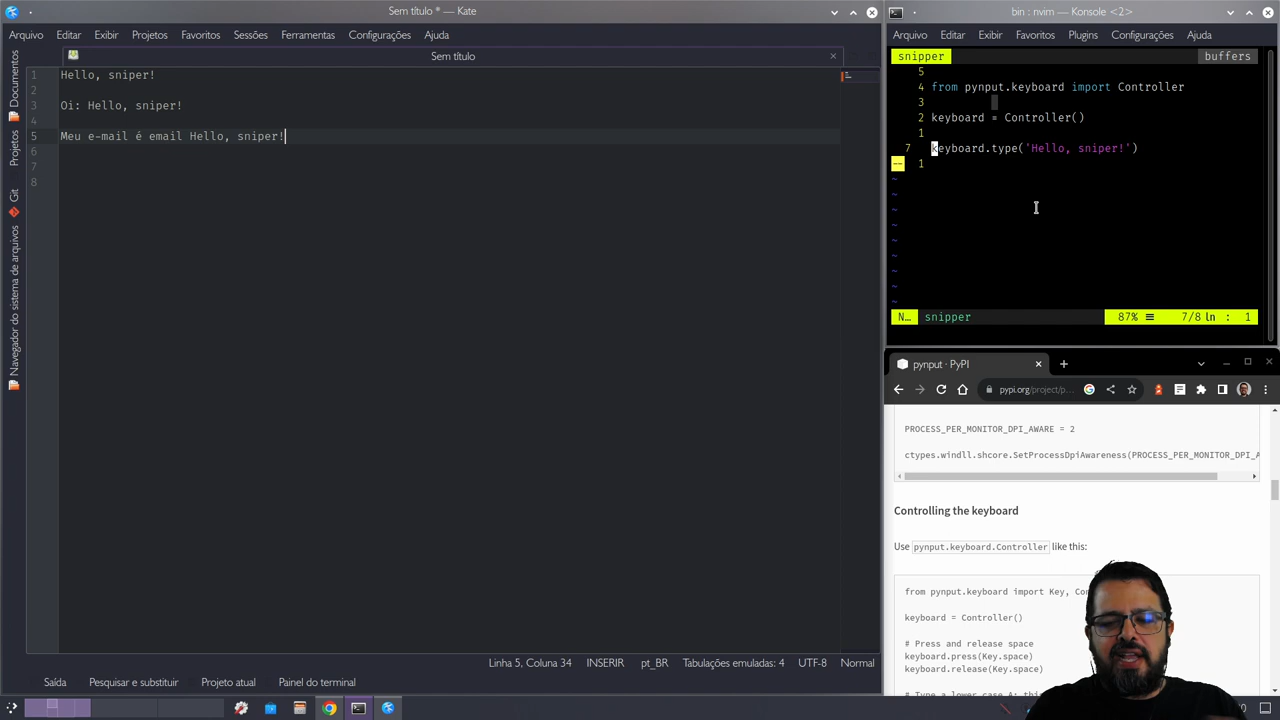 Sem título * — Kate
Arquivo Editar Exibir Projetos Favoritos Sessões Ferramentas Configurações Ajuda
Sem título
Documentos
Projetos
Git
Navegador do sistema de arquivos
1 Hello, sniper!
2
3 Oi: Hello, sniper!
4
5 Meu e-mail é email Hello, sniper!
6
7
8
Linha 5, Coluna 34 INSERIR pt_BR Tabulações emuladas: 4 UTF-8 Normal
Saída Pesquisar e substituir Projeto atual Painel do terminal
bin : nvim — Konsole <2>
Arquivo Editar Exibir Favoritos Plugins Configurações Ajuda
snipper buffers
5
4 from pynput.keyboard import Controller
3
2 keyboard = Controller()
1
7 keyboard.type('Hello, sniper!')
1
~
~
~
~
~
~
~
~
~
N… snipper 87% ≡ 7/8 ln : 1
pynput · PyPI
pypi.org/project/p…
PROCESS_PER_MONITOR_DPI_AWARE = 2
ctypes.windll.shcore.SetProcessDpiAwareness(PROCESS_PER_MONITOR_DPI_A
Controlling the keyboard
Use pynput.keyboard.Controller like this:
from pynput.keyboard import Key,
keyboard = Controller()
# Press and release space
keyboard.press(Key.space)
keyboard.release(Key.space)
# Type a lower case A;